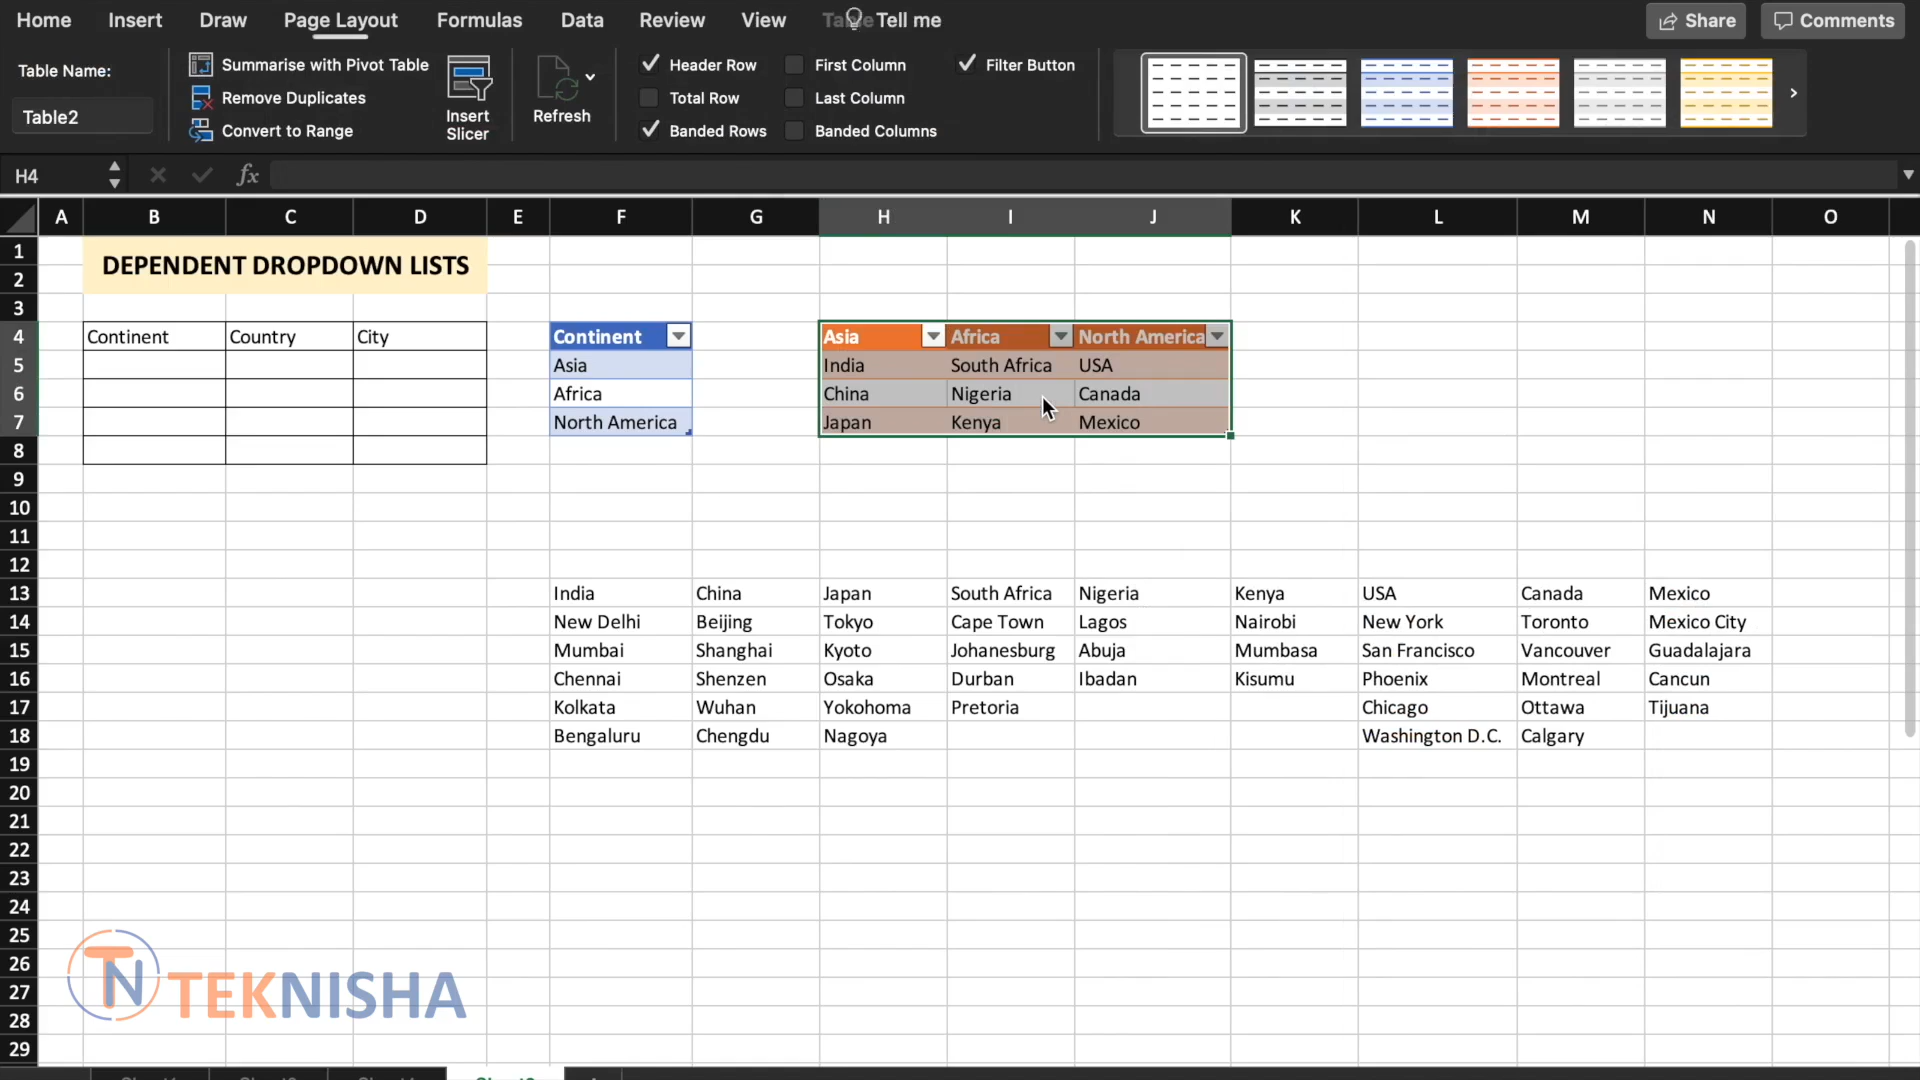 Home Insert Draw Page Layout Formulas Data Review View Table Tell me Share Comments
Table Name:
Table2
Summarise with Pivot Table
Remove Duplicates
Convert to Range
Insert
Slicer
Refresh
Header Row First Column Filter Button
Total Row Last Column
Banded Rows Banded Columns
H4 fx
A B C D E F G H I J K L M N O
1
DEPENDENT DROPDOWN LISTS
2
3
4 Continent Country City Continent Asia Africa North America
5 Asia India South Africa USA
6 Africa China Nigeria Canada
7 North America Japan Kenya Mexico
8
9
10
11
12
13 India China Japan South Africa Nigeria Kenya USA Canada Mexico
14 New Delhi Beijing Tokyo Cape Town Lagos Nairobi New York Toronto Mexico City
15 Mumbai Shanghai Kyoto Johanesburg Abuja Mumbasa San Francisco Vancouver Guadalajara
16 Chennai Shenzen Osaka Durban Ibadan Kisumu Phoenix Montreal Cancun
17 Kolkata Wuhan Yokohoma Pretoria Chicago Ottawa Tijuana
18 Bengaluru Chengdu Nagoya Washington D.C. Calgary
19
20
21
22
23
24
25
26
27
28
29
TN TEKNISHA